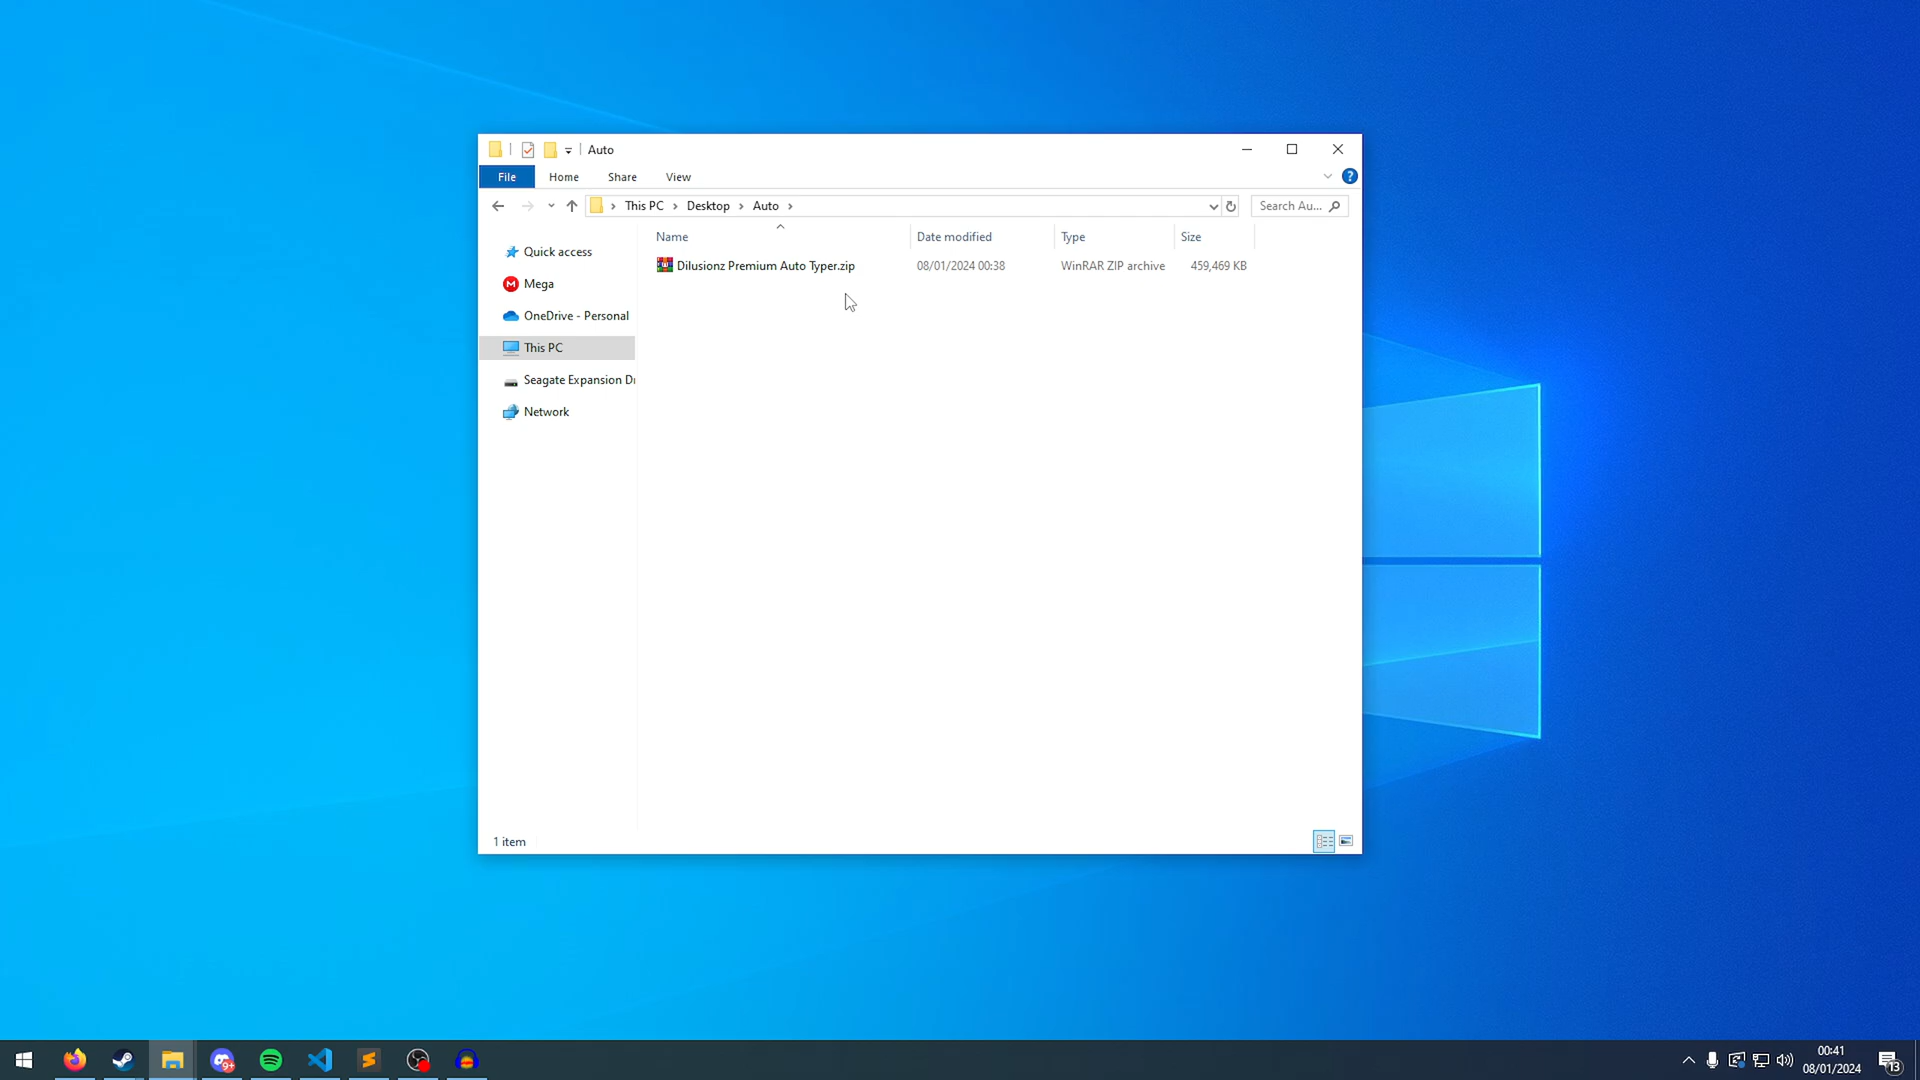 Auto
File
Home
Share
View
?
This PC
Desktop
Auto
Search Au...
Name
Date modified
Type
Size
Dilusionz Premium Auto Typer.zip
08/01/2024 00:38
WinRAR ZIP archive
459,469 KB
Quick access
M
Mega
OneDrive - Personal
This PC
Seagate Expansion Dr
Network
1 item
9+
00:41
08/01/2024
13